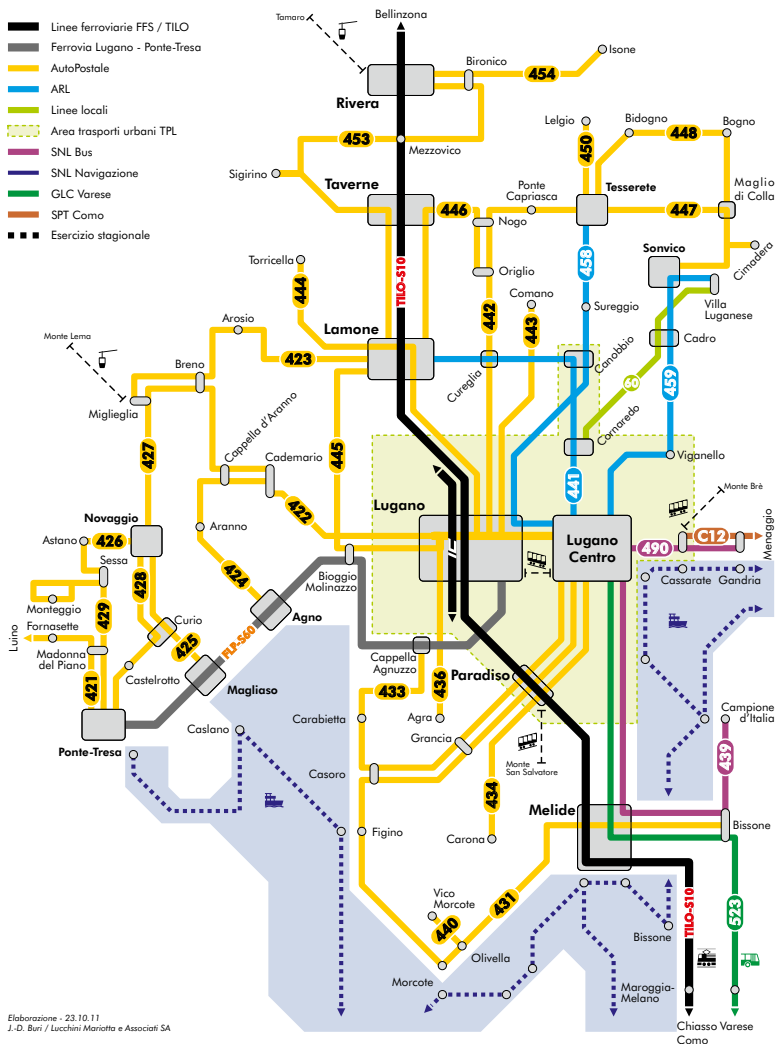 Linee ferroviarie FFS / TILO
Ferrovia Lugano - Ponte-Tresa
AutoPostale
ARL
Linee locali
Area trasporti urbani TPL
SNL Bus
SNL Navigazione
GLC Varese
SPT Como
Esercizio stagionale
Bellinzona
Tamaro
Rivera
Bironico
454
Isone
453
Mezzovico
Sigirino
Taverne
446
Nogo
Ponte
Capriasca
Lelgio
450
Bidogno
448
Bogno
Tesserete
447
Maglio
di Colla
Cimadera
Sonvico
Villa
Luganese
Torricella
444
TILO-S10
Origlio
458
Comano
442
443
Sureggio
Cadro
Arosio
Lamone
423
Cureglia
Canobbio
459
60
Monte Lema
Breno
Miglieglia
Cornaredo
Viganello
427
Cappella d'Aranno
445
Cademario
441
Monte Brè
Lugano
422
Novaggio
Aranno
Lugano
Centro
C12
490
Menaggio
Astano
426
Sessa
Bioggio
Molinazzo
Cassarate
Gandria
428
424
Monteggio
429
Agno
Curio
Fornasette
Luino
425
FLP-S60
Madonna
del Piano
Cappella
Agnuzzo
Paradiso
421
Castelrotto
Magliaso
433
436
Carabietta
Agra
Campione
d'Italia
Ponte-Tresa
Caslano
Grancia
439
Casoro
Monte
San Salvatore
434
Melide
Figino
Carona
Bissone
Vico
Morcote
431
440
523
TILO-S10
Olivella
Bissone
Morcote
Maroggia-
Melano
Elaborazione - 23.10.11
J.-D. Buri / Lucchini Mariotta e Associati SA
Chiasso
Como
Varese